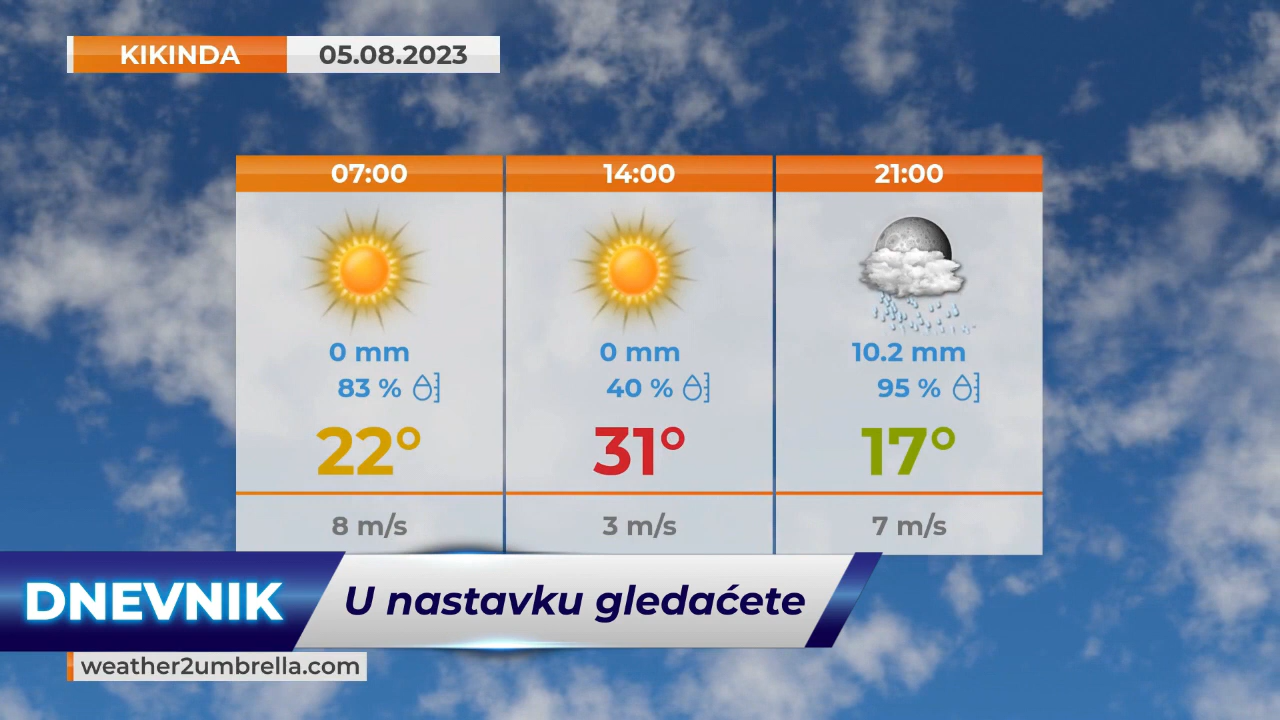 KIKINDA 05.08.2023
07:00 14:00 21:00
0 mm 0 mm 10.2 mm
83 % 40 % 95 %
22° 31° 17°
8 m/s 3 m/s 7 m/s
DNEVNIK U nastavku gledaćete
weather2umbrella.com